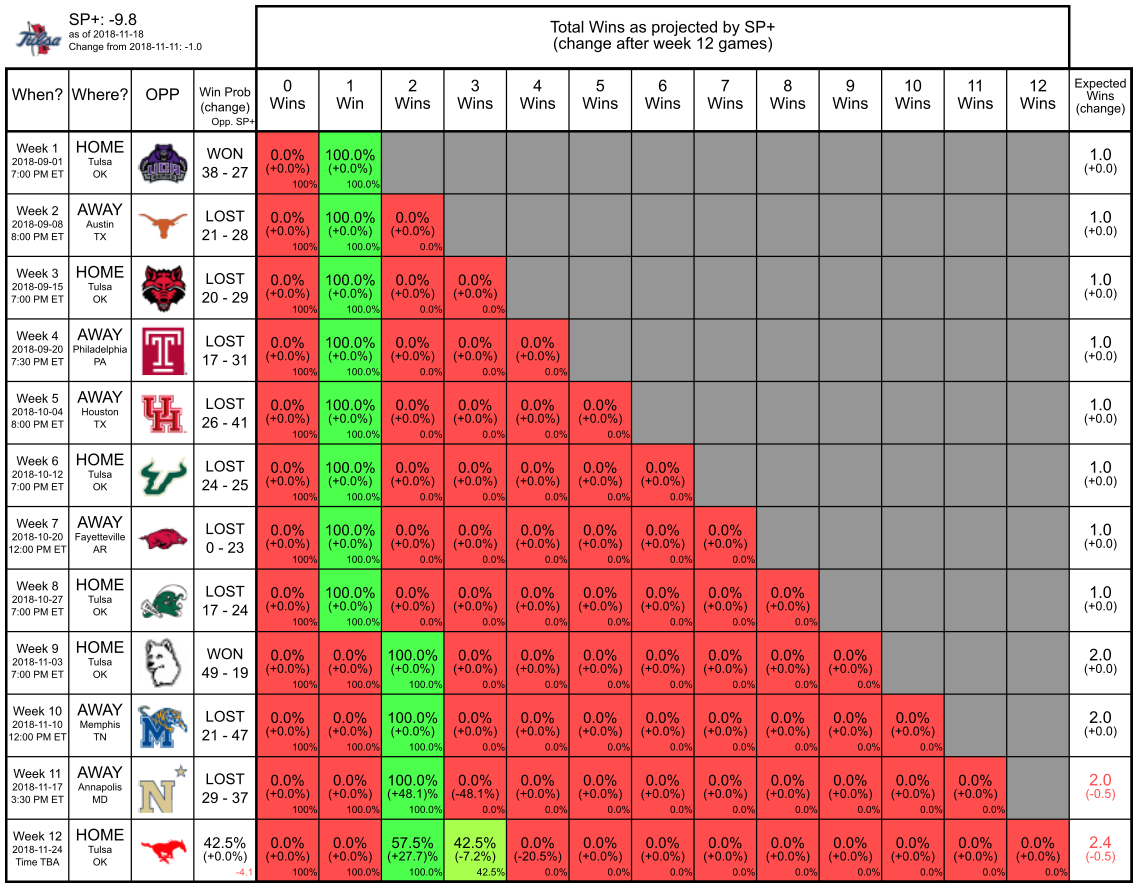 Tulsa
SP+: -9.8
as of 2018-11-18
Change from 2018-11-11: -1.0
Total Wins as projected by SP+
(change after week 12 games)
When? Where? OPP Win Prob (change) Opp. SP+ 0 Wins 1 Win 2 Wins 3 Wins 4 Wins 5 Wins 6 Wins 7 Wins 8 Wins 9 Wins 10 Wins 11 Wins 12 Wins Expected Wins (change)
Week 1 HOME WON 0.0% 100.0% 1.0
2018-09-01 Tulsa UCA (+0.0%) (+0.0%) (+0.0)
7:00 PM ET OK 38 - 27 100% 100.0%
Week 2 AWAY LOST 0.0% 100.0% 0.0% 1.0
2018-09-08 Austin (+0.0%) (+0.0%) (+0.0%) (+0.0)
8:00 PM ET TX 21 - 28 100% 100.0% 0.0%
Week 3 HOME LOST 0.0% 100.0% 0.0% 0.0% 1.0
2018-09-15 Tulsa (+0.0%) (+0.0%) (+0.0%) (+0.0%) (+0.0)
7:00 PM ET OK 20 - 29 100% 100.0% 0.0% 0.0%
Week 4 AWAY LOST 0.0% 100.0% 0.0% 0.0% 0.0% 1.0
2018-09-20 Philadelphia T (+0.0%) (+0.0%) (+0.0%) (+0.0%) (+0.0%) (+0.0)
7:30 PM ET PA 17 - 31 100% 100.0% 0.0% 0.0% 0.0%
Week 5 AWAY LOST 0.0% 100.0% 0.0% 0.0% 0.0% 0.0% 1.0
2018-10-04 Houston UH (+0.0%) (+0.0%) (+0.0%) (+0.0%) (+0.0%) (+0.0%) (+0.0)
8:00 PM ET TX 26 - 41 100% 100.0% 0.0% 0.0% 0.0% 0.0%
Week 6 HOME LOST 0.0% 100.0% 0.0% 0.0% 0.0% 0.0% 0.0% 1.0
2018-10-12 Tulsa (+0.0%) (+0.0%) (+0.0%) (+0.0%) (+0.0%) (+0.0%) (+0.0%) (+0.0)
7:00 PM ET OK 24 - 25 100% 100.0% 0.0% 0.0% 0.0% 0.0% 0.0%
Week 7 AWAY LOST 0.0% 100.0% 0.0% 0.0% 0.0% 0.0% 0.0% 0.0% 1.0
2018-10-20 Fayetteville (+0.0%) (+0.0%) (+0.0%) (+0.0%) (+0.0%) (+0.0%) (+0.0%) (+0.0%) (+0.0)
12:00 PM ET AR 0 - 23 100% 100.0% 0.0% 0.0% 0.0% 0.0% 0.0% 0.0%
Week 8 HOME LOST 0.0% 100.0% 0.0% 0.0% 0.0% 0.0% 0.0% 0.0% 0.0% 1.0
2018-10-27 Tulsa (+0.0%) (+0.0%) (+0.0%) (+0.0%) (+0.0%) (+0.0%) (+0.0%) (+0.0%) (+0.0%) (+0.0)
7:00 PM ET OK 17 - 24 100% 100.0% 0.0% 0.0% 0.0% 0.0% 0.0% 0.0% 0.0%
Week 9 HOME WON 0.0% 0.0% 100.0% 0.0% 0.0% 0.0% 0.0% 0.0% 0.0% 0.0% 2.0
2018-11-03 Tulsa (+0.0%) (+0.0%) (+0.0%) (+0.0%) (+0.0%) (+0.0%) (+0.0%) (+0.0%) (+0.0%) (+0.0%) (+0.0)
7:00 PM ET OK 49 - 19 100% 100.0% 100.0% 0.0% 0.0% 0.0% 0.0% 0.0% 0.0% 0.0%
Week 10 AWAY LOST 0.0% 0.0% 100.0% 0.0% 0.0% 0.0% 0.0% 0.0% 0.0% 0.0% 0.0% 2.0
2018-11-10 Memphis M (+0.0%) (+0.0%) (+0.0%) (+0.0%) (+0.0%) (+0.0%) (+0.0%) (+0.0%) (+0.0%) (+0.0%) (+0.0%) (+0.0)
12:00 PM ET TN 21 - 47 100% 100.0% 100.0% 0.0% 0.0% 0.0% 0.0% 0.0% 0.0% 0.0% 0.0%
Week 11 AWAY LOST 0.0% 0.0% 100.0% 0.0% 0.0% 0.0% 0.0% 0.0% 0.0% 0.0% 0.0% 0.0% 2.0
2018-11-17 Annapolis N (+0.0%) (+0.0%) (+48.1)% (-48.1%) (+0.0%) (+0.0%) (+0.0%) (+0.0%) (+0.0%) (+0.0%) (+0.0%) (+0.0%) (-0.5)
3:30 PM ET MD 29 - 37 100% 100.0% 100.0% 0.0% 0.0% 0.0% 0.0% 0.0% 0.0% 0.0% 0.0% 0.0%
Week 12 HOME 42.5% 0.0% 0.0% 57.5% 42.5% 0.0% 0.0% 0.0% 0.0% 0.0% 0.0% 0.0% 0.0% 0.0% 2.4
2018-11-24 Tulsa (+0.0%) (+0.0%) (+0.0%) (+27.7)% (-7.2%) (-20.5%) (+0.0%) (+0.0%) (+0.0%) (+0.0%) (+0.0%) (+0.0%) (+0.0%) (+0.0%) (-0.5)
Time TBA OK -4.1 100% 100.0% 100.0% 42.5% 0.0% 0.0% 0.0% 0.0% 0.0% 0.0% 0.0% 0.0% 0.0%